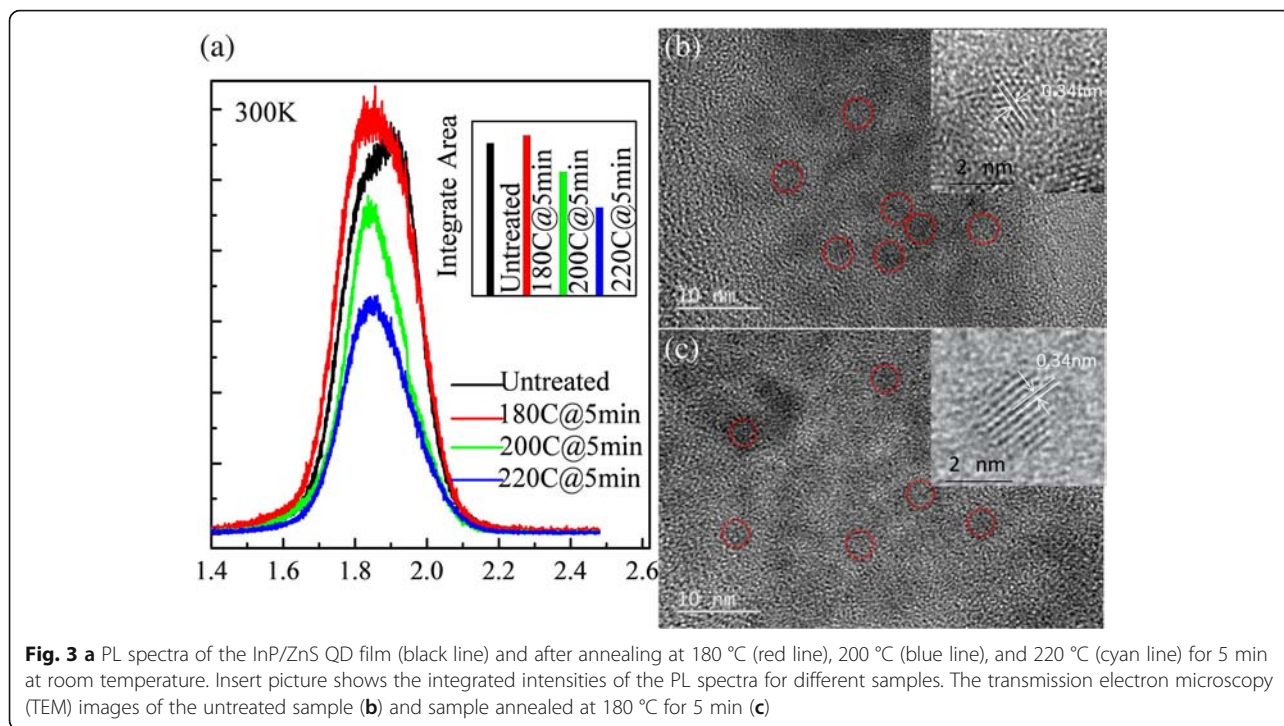 (a)
300K
Integrate Area
Untreated
180C@5min
200C@5min
220C@5min
Untreated
180C@5min
200C@5min
220C@5min
1.4 1.6 1.8 2.0 2.2 2.4 2.6
(b)
0.34nm
2 nm
10 nm
(c)
0.34nm
2 nm
10 nm
Fig. 3 a PL spectra of the InP/ZnS QD film (black line) and after annealing at 180 °C (red line), 200 °C (blue line), and 220 °C (cyan line) for 5 min
at room temperature. Insert picture shows the integrated intensities of the PL spectra for different samples. The transmission electron microscopy
(TEM) images of the untreated sample (b) and sample annealed at 180 °C for 5 min (c)